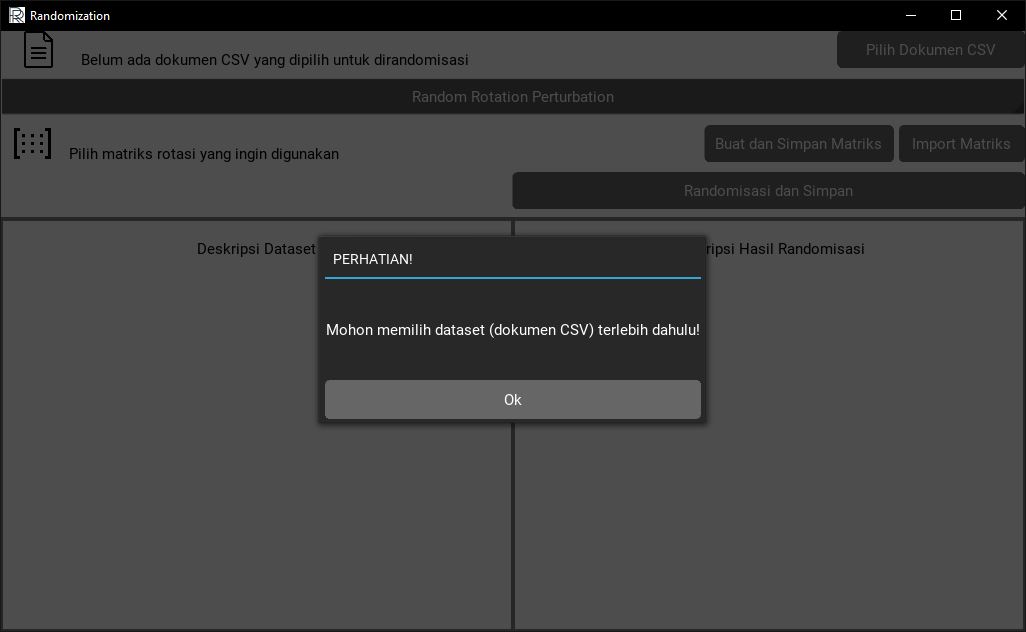 Randomization
Belum ada dokumen CSV yang dipilih untuk dirandomisasi
Pilih Dokumen CSV
Random Rotation Perturbation
Pilih matriks rotasi yang ingin digunakan
Buat dan Simpan Matriks
Import Matriks
Randomisasi dan Simpan
Deskripsi Dataset
ripsi Hasil Randomisasi
PERHATIAN!
Mohon memilih dataset (dokumen CSV) terlebih dahulu!
Ok